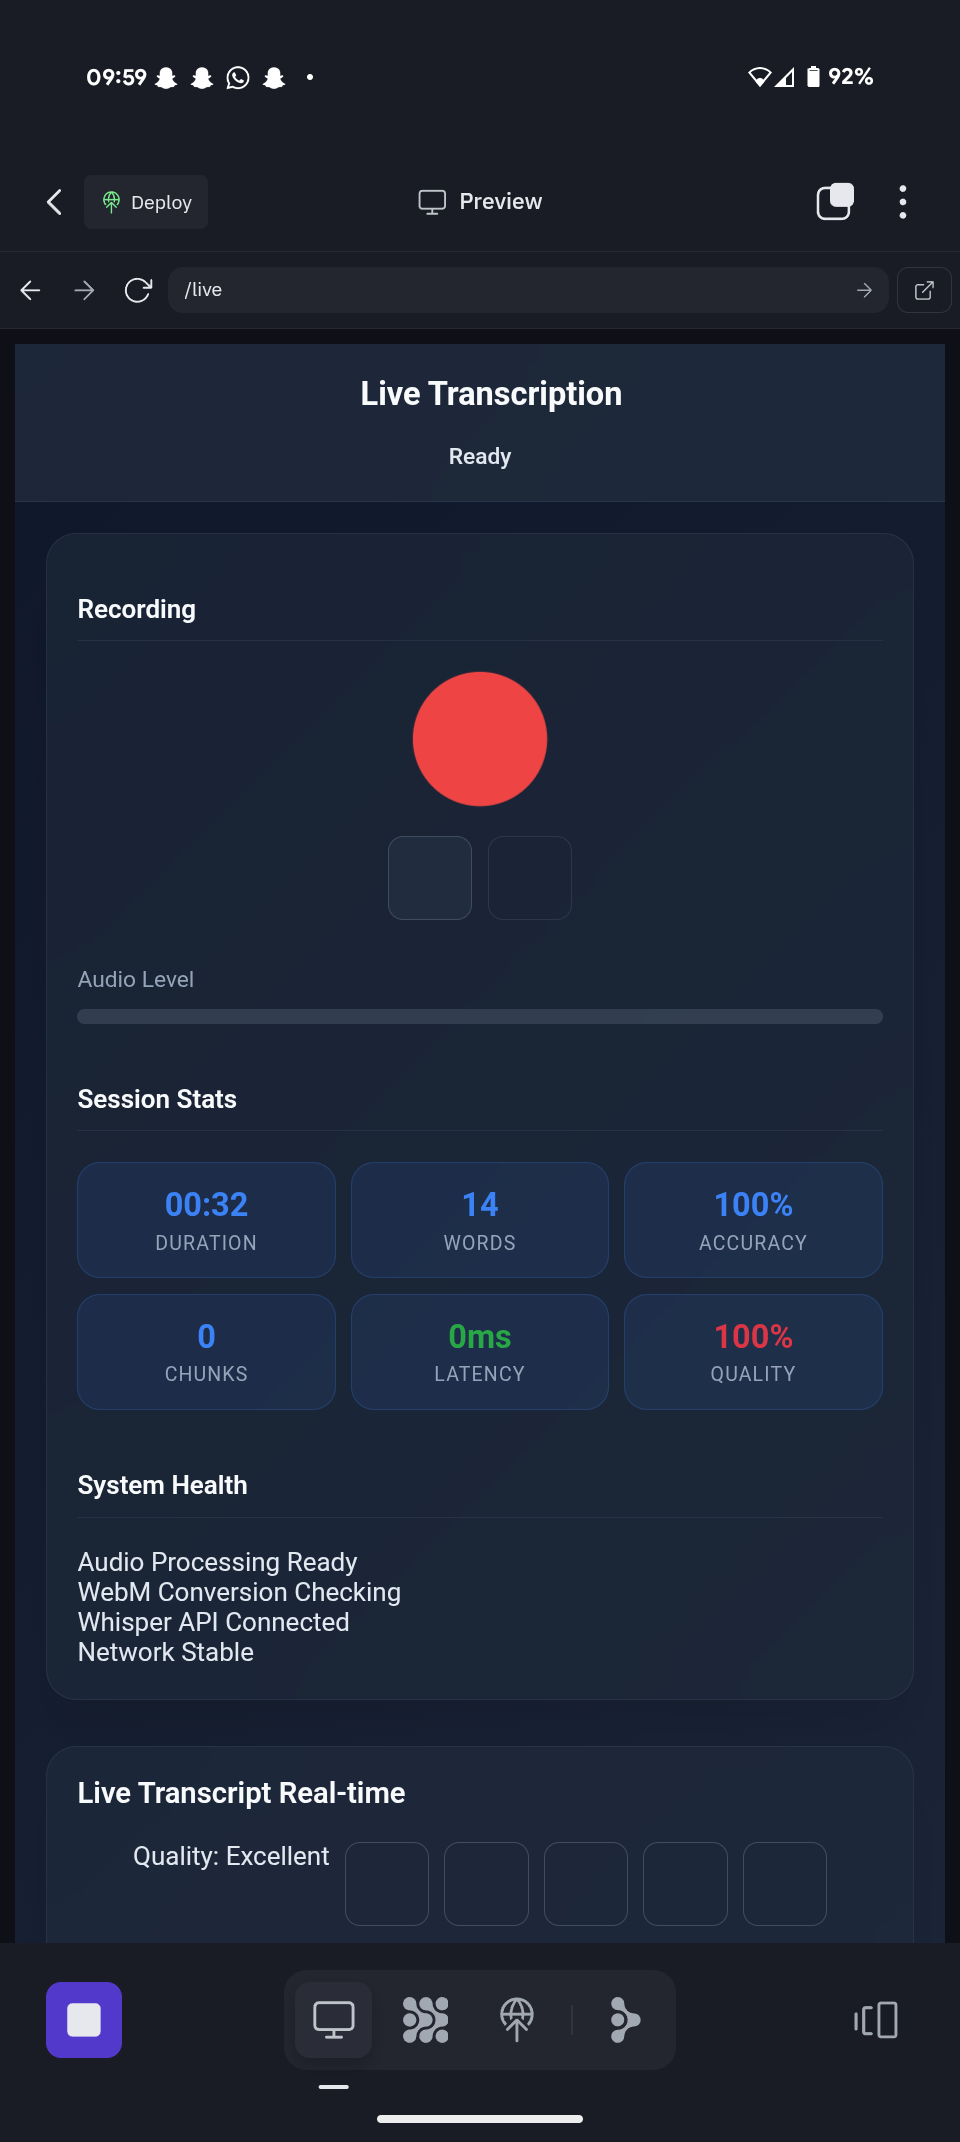 09:59
92%
Deploy
Preview
/live
Live Transcription
Ready
Recording
Audio Level
Session Stats
00:32
DURATION
14
WORDS
100%
ACCURACY
0
CHUNKS
0ms
LATENCY
100%
QUALITY
System Health
Audio Processing Ready
WebM Conversion Checking
Whisper API Connected
Network Stable
Live Transcript Real-time
Quality: Excellent